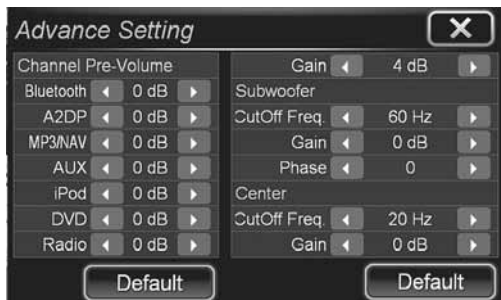 Advance Setting
Channel Pre-Volume
Bluetooth 0 dB
A2DP 0 dB
MP3/NAV 0 dB
AUX 0 dB
iPod 0 dB
DVD 0 dB
Radio 0 dB
Default
Gain 4 dB
Subwoofer
CutOff Freq. 60 Hz
Gain 0 dB
Phase 0
Center
CutOff Freq. 20 Hz
Gain 0 dB
Default